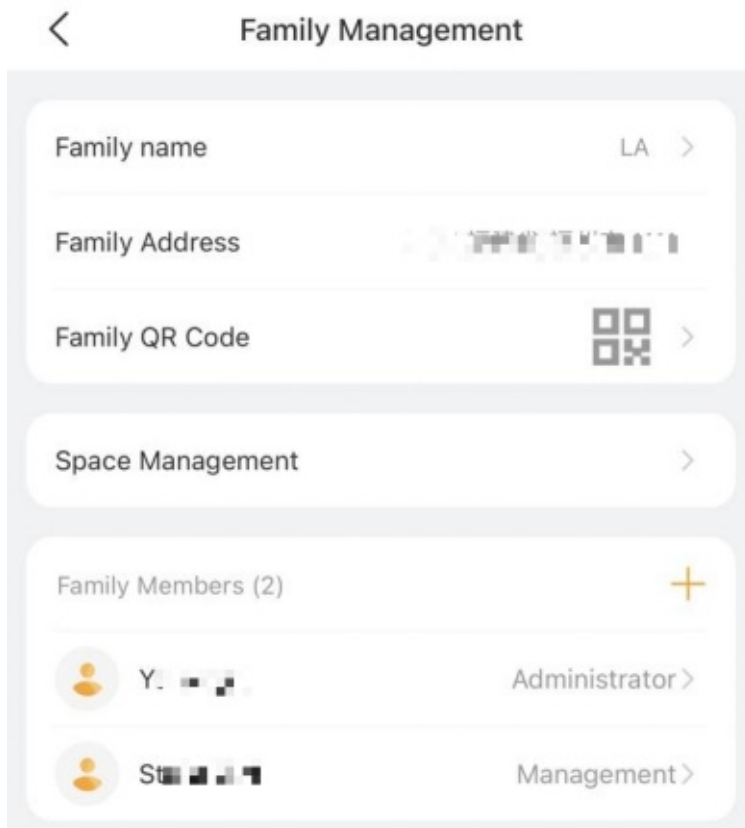 Family Management
Family name
LA
Family Address
Family QR Code
Space Management
Family Members (2)
Administrator
Management